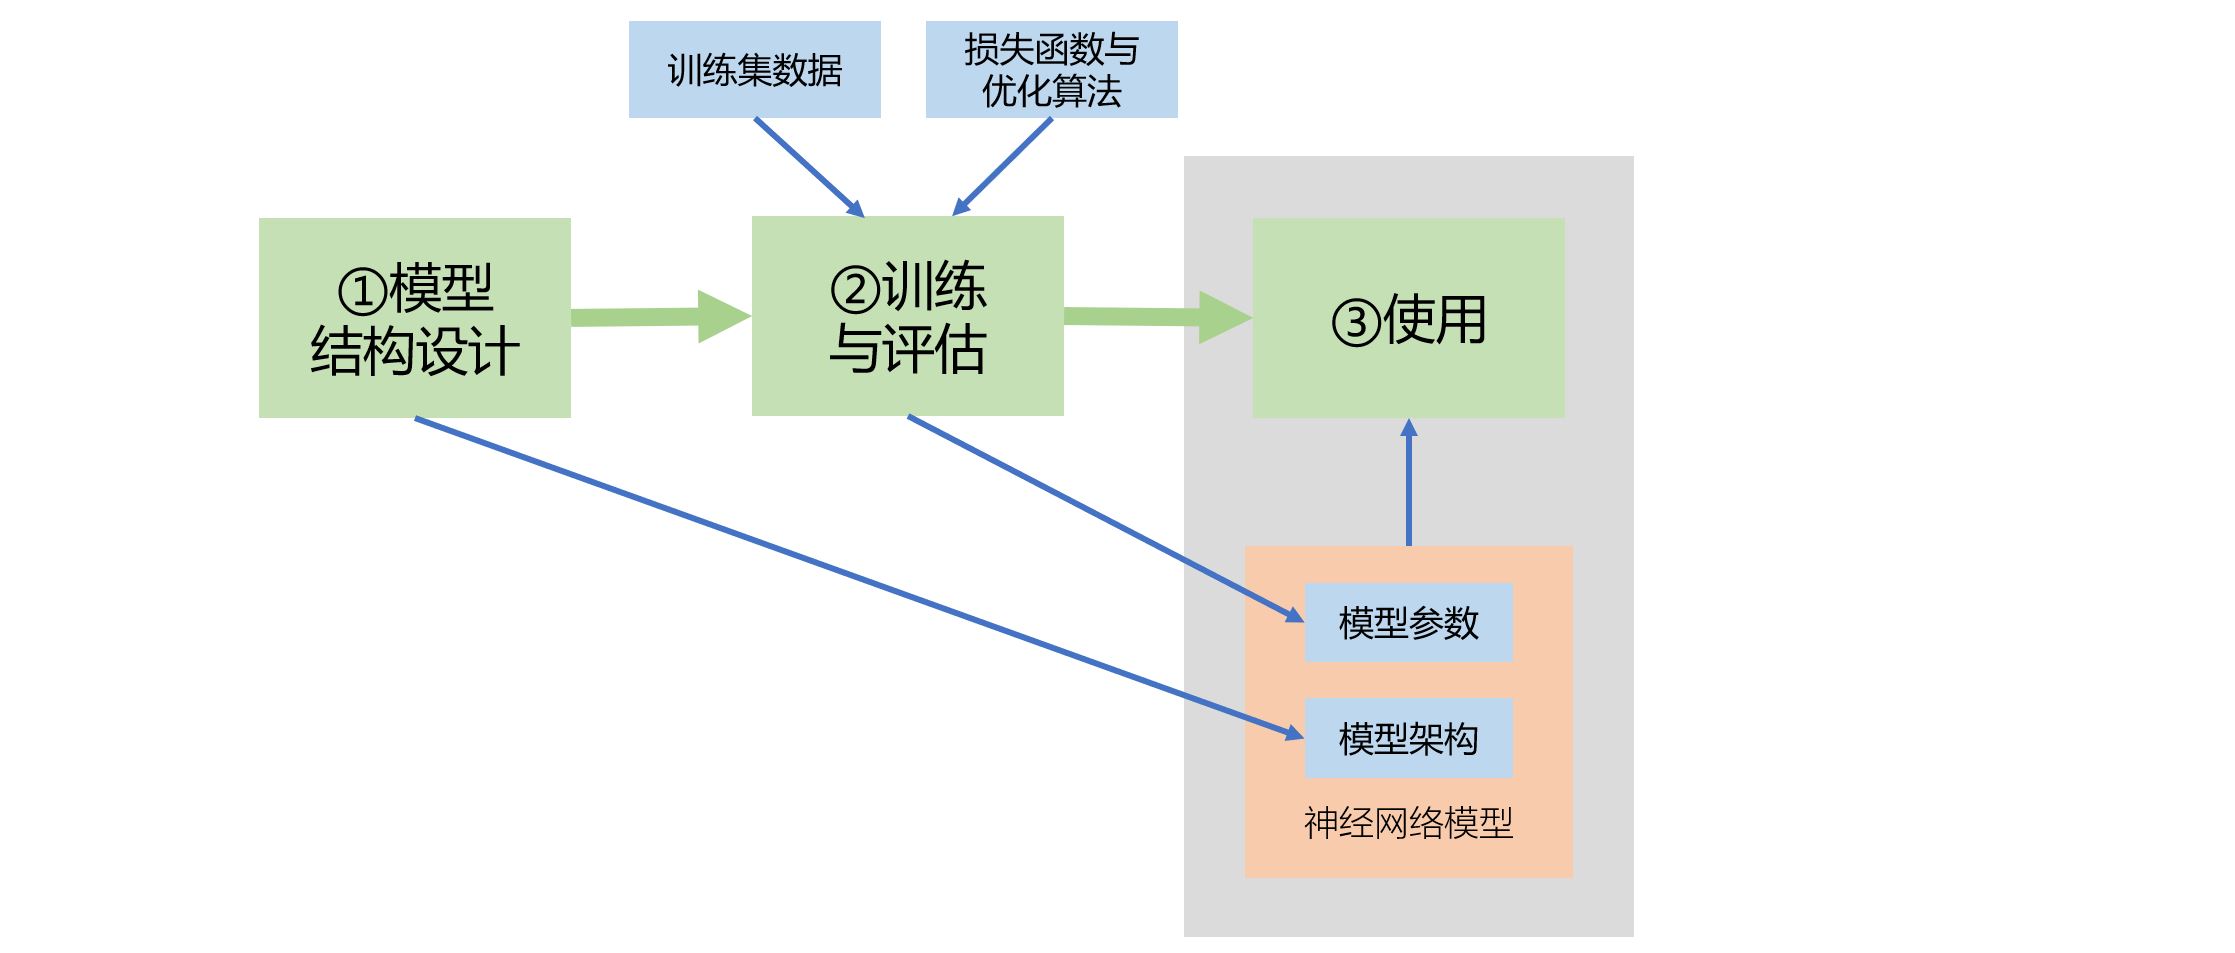 训练集数据
损失函数与
优化算法
①模型
结构设计
②训练
与评估
③使用
模型参数
模型架构
神经网络模型